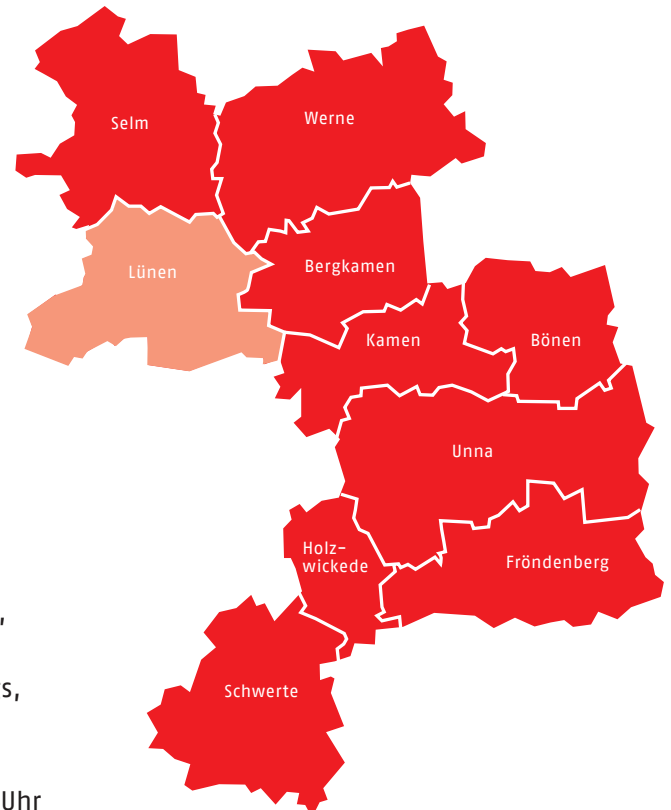 Werne
Selm
Bergkamen
Lünen
Kamen
Bönen
Unna
Holz-
wickede
Fröndenberg
,
s,
Schwerte
Uhr